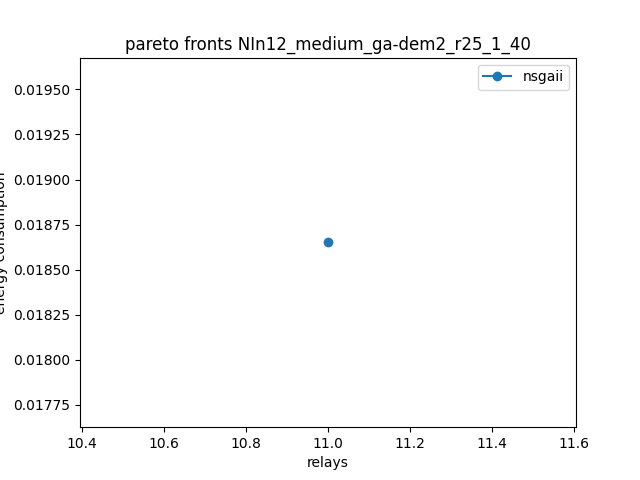 pareto fronts NIn12_medium_ga-dem2_r25_1_40
nsgaii
0.01950
0.01925
0.01900
0.01875
0.01850
0.01825
0.01800
0.01775
energy consumption
10.4 10.6 10.8 11.0 11.2 11.4 11.6
relays